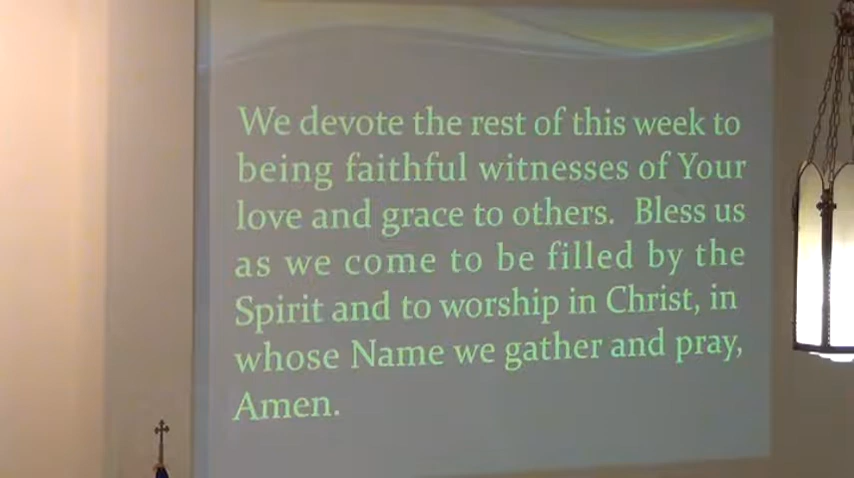 We devote the rest of this week to
being faithful witnesses of Your
love and grace to others.  Bless us
as we come to be filled by the
Spirit and to worship in Christ, in
whose Name we gather and pray,
Amen.